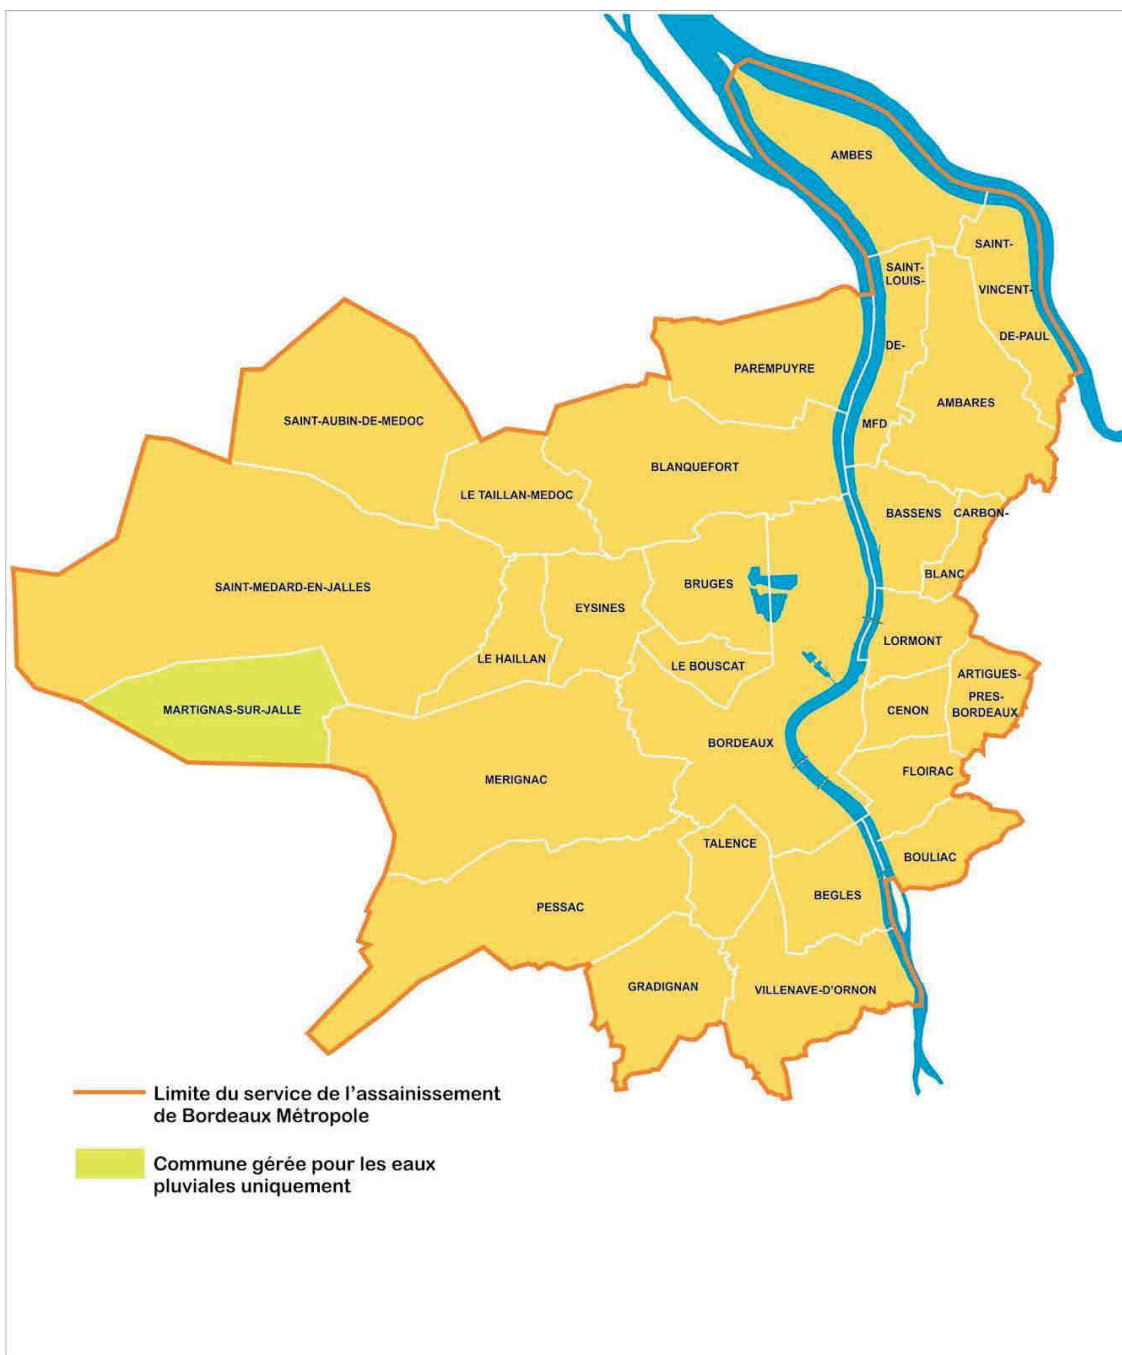 AMBES
SAINT-
VINCENT-
DE-PAUL
SAINT-
LOUIS-
DE-
MFD
AMBARES
PAREMPUYRE
SAINT-AUBIN-DE-MEDOC
BLANQUEFORT
LE TAILLAN-MEDOC
BASSENS
CARBON-
BLANC
SAINT-MEDARD-EN-JALLES
BRUGES
EYSINES
LE HAILLAN
LE BOUSCAT
LORMONT
ARTIGUES-
PRES-
BORDEAUX
CENON
MARTIGNAS-SUR-JALLE
BORDEAUX
MERIGNAC
FLOIRAC
TALENCE
BOULIAC
BEGLES
PESSAC
GRADIGNAN
VILLENAVE-D'ORNON
Limite du service de l'assainissement
de Bordeaux Métropole
Commune gérée pour les eaux
pluviales uniquement